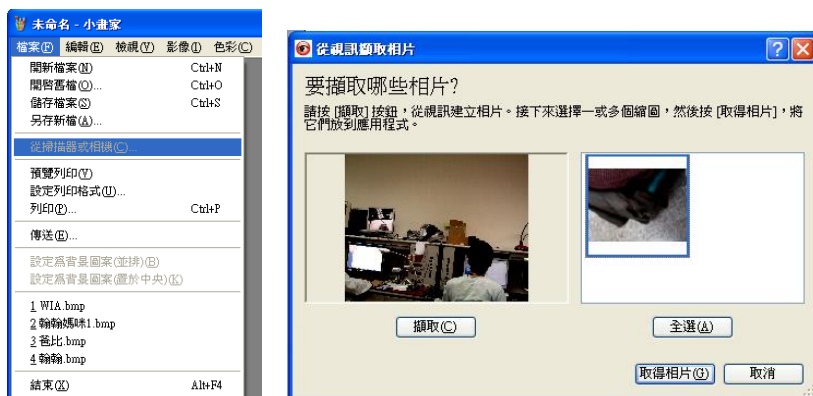 未命名 - 小畫家
檔案(F) 編輯(E) 檢視(V) 影像(I) 色彩(C)
開新檔案(N) Ctrl+N
開啓舊檔(O)... Ctrl+O
儲存檔案(S) Ctrl+S
另存新檔(A)...
從掃描器或相機(C)...
預覽列印(V)
設定列印格式(U)...
列印(P)... Ctrl+P
傳送(E)...
設定為背景圖案(並排)(B)
設定為背景圖案(置於中央)(K)
1 WIA.bmp
2 翰翰媽咪1.bmp
3 爸比.bmp
4 翰翰.bmp
結束(X) Alt+F4
從視訊擷取相片
要擷取哪些相片?
請按 [擷取] 按鈕，從視訊建立相片。接下來選擇一或多個縮圖，然後按 [取得相片]，將
它們放到應用程式。
擷取(C)
全選(A)
取得相片(G) 取消